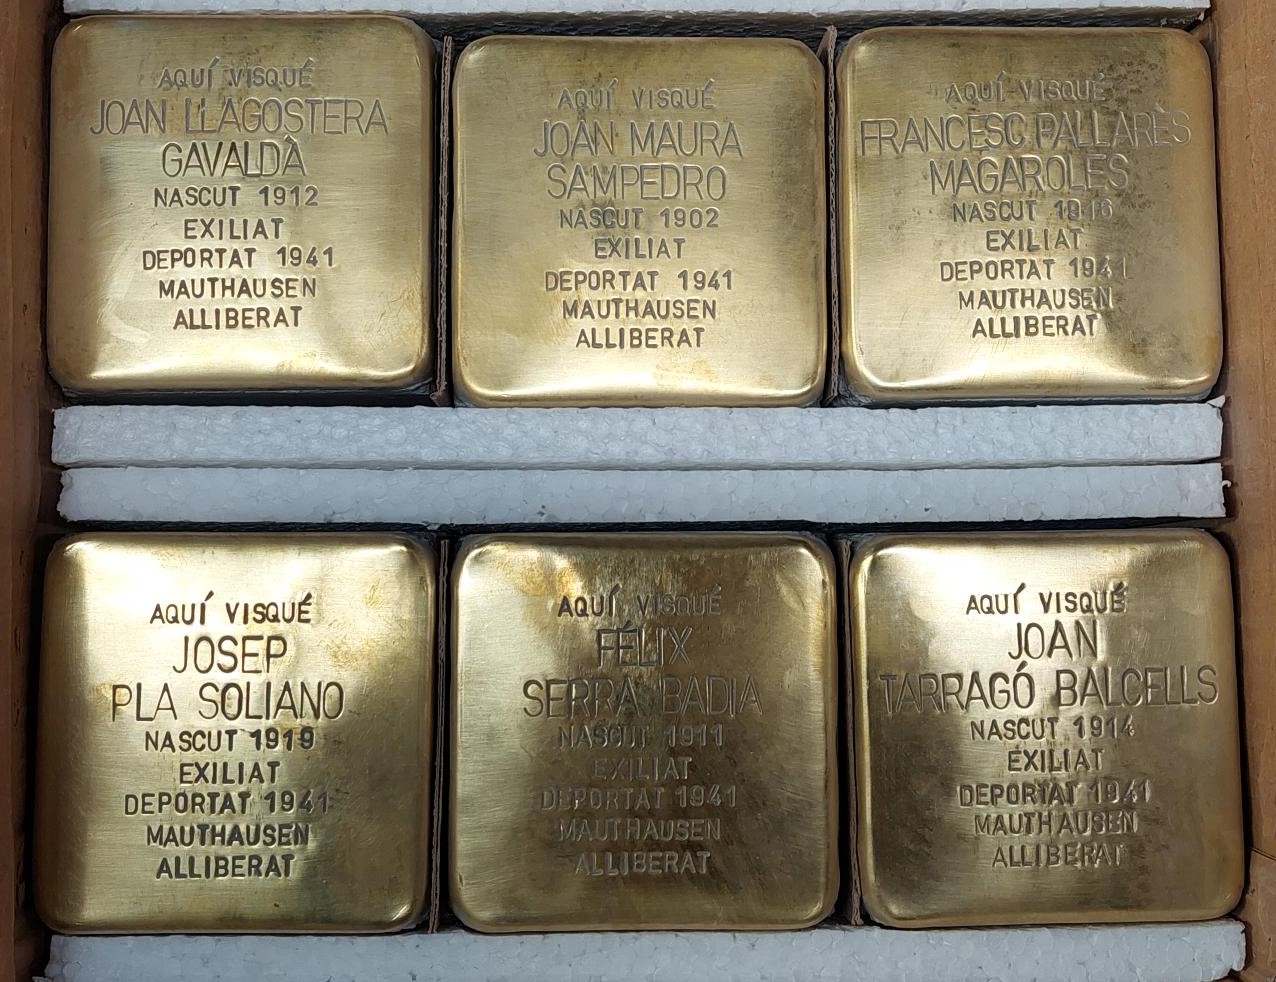 AQUÍ VISQUÉ
JOAN LLAGOSTERA
GAVALDÀ
NASCUT 1912
EXILIAT
DEPORTAT 1941
MAUTHAUSEN
ALLIBERAT
AQUÍ VISQUÉ
JOAN MAURA
SAMPEDRO
NASCUT 1902
EXILIAT
DEPORTAT 1941
MAUTHAUSEN
ALLIBERAT
AQUÍ VISQUÉ
FRANCESC PALLARÈS
MAGAROLES
NASCUT 1916
EXILIAT
DEPORTAT 1941
MAUTHAUSEN
ALLIBERAT
AQUÍ VISQUÉ
JOSEP
PLA SOLIANO
NASCUT 1919
EXILIAT
DEPORTAT 1941
MAUTHAUSEN
ALLIBERAT
AQUÍ VISQUÉ
FÉLIX
SERRA BADIA
NASCUT 1911
EXILIAT
DEPORTAT 1941
MAUTHAUSEN
ALLIBERAT
AQUÍ VISQUÉ
JOAN
TARRAGÓ BALCELLS
NASCUT 1914
EXILIAT
DEPORTAT 1941
MAUTHAUSEN
ALLIBERAT